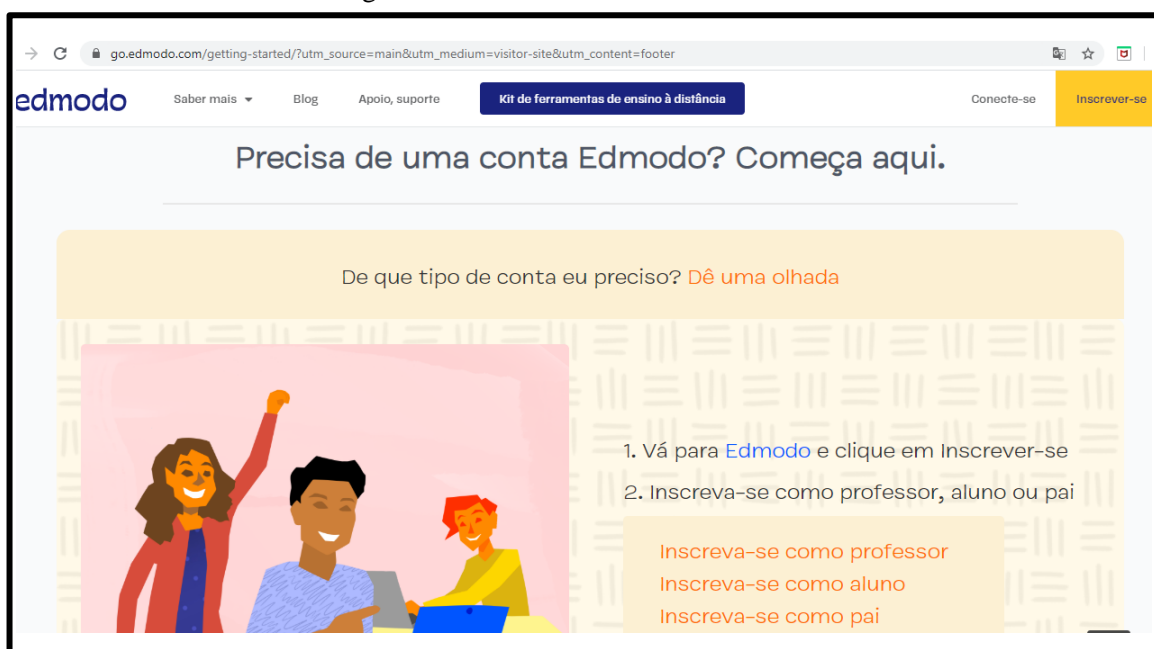 go.edmodo.com/getting-started/?utm_source=main&utm_medium=visitor-site&utm_content=footer
edmodo Saber mais Blog Apoio, suporte Kit de ferramentas de ensino à distância Conecte-se Inscrever-se
Precisa de uma conta Edmodo? Começa aqui.
De que tipo de conta eu preciso? Dê uma olhada
1. Vá para Edmodo e clique em Inscrever-se
2. Inscreva-se como professor, aluno ou pai
Inscreva-se como professor
Inscreva-se como aluno
Inscreva-se como pai